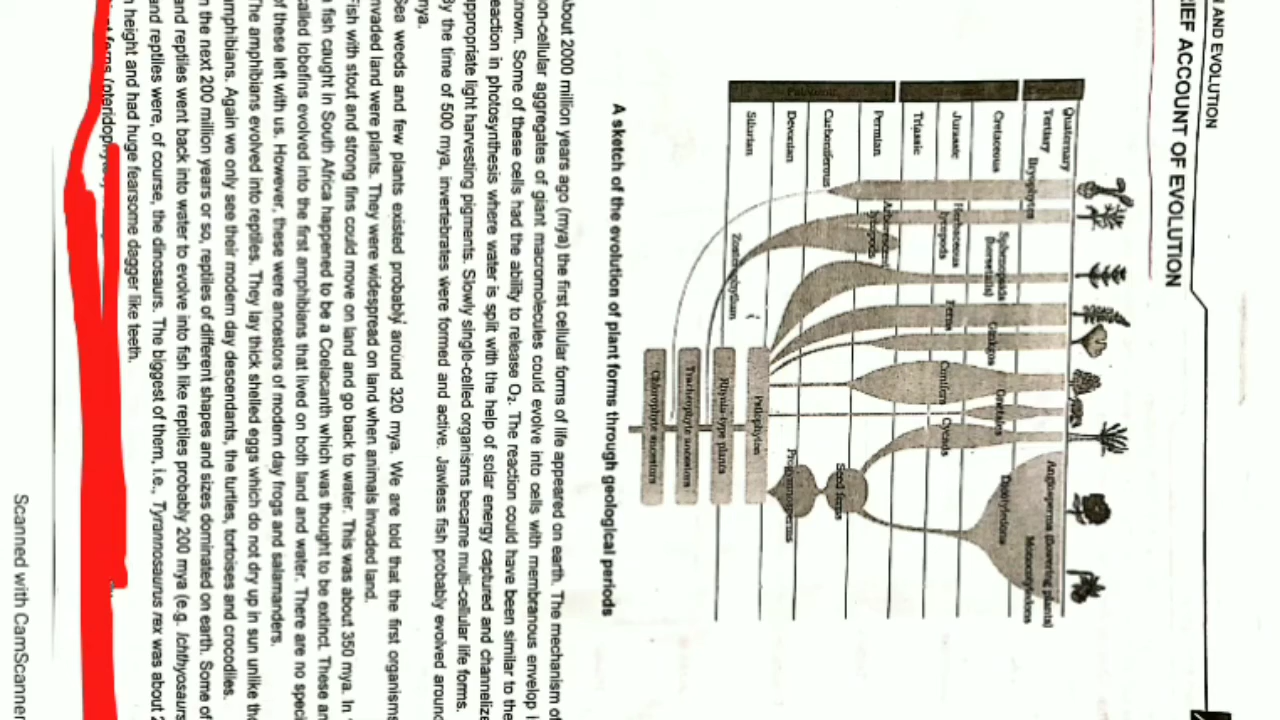 AND EVOLUTION
RIEF ACCOUNT OF EVOLUTION
Quaternary
Tertiary
Cretaceous
Jurassic
Triassic
Permian
Carboniferous
Devonian
Silurian
Bryophytes
Herbaceous lycopods
Arborescent lycopods
Zosterophyllum
Sphenopsids
Ferns
Ginkgos
Conifers
Gnetales
Cycads
Angiosperms (flowering plants)
Dicotyledons
Monocotyledons
Seed ferns
Progymnosperms
Psilophyton
Rhynia-type plants
Tracheophyte ancestors
Chlorophyte ancestors
A sketch of the evolution of plant forms through geological periods
About 2000 million years ago (mya) the first cellular forms of life appeared on earth. The mechanism of
on-cellular aggregates of giant macromolecules could evolve into cells with membranous envelop i
nown. Some of these cells had the ability to release O₂. The reaction could have been similar to the
reaction in photosynthesis where water is split with the help of solar energy captured and channelize
appropriate light harvesting pigments. Slowly single-celled organisms became multi-cellular life forms.
By the time of 500 mya, invertebrates were formed and active. Jawless fish probably evolved around
mya.
Sea weeds and few plants existed probably around 320 mya. We are told that the first organisms
nvaded land were plants. They were widespread on land when animals invaded land.
Fish with stout and strong fins could move on land and go back to water. This was about 350 mya. In
a fish caught in South Africa happened to be a Coelacanth which was thought to be extinct. These an
called lobefins evolved into the first amphibians that lived on both land and water. There are no speci
of these left with us. However, these were ancestors of modern day frogs and salamanders.
The amphibians evolved into reptiles. They lay thick shelled eggs which do not dry up in sun unlike tho
amphibians. Again we only see their modern day descendants, the turtles, tortoises and crocodiles.
n the next 200 million years or so, reptiles of different shapes and sizes dominated on earth. Some of
and reptiles went back into water to evolve into fish like reptiles probably 200 mya (e.g. Ichthyosaurs
and reptiles were, of course, the dinosaurs. The biggest of them, i.e., Tyrannosaurus rex was about 2
n height and had huge fearsome dagger like teeth.
ferns (pteridophytes)
Scanned with CamScanner